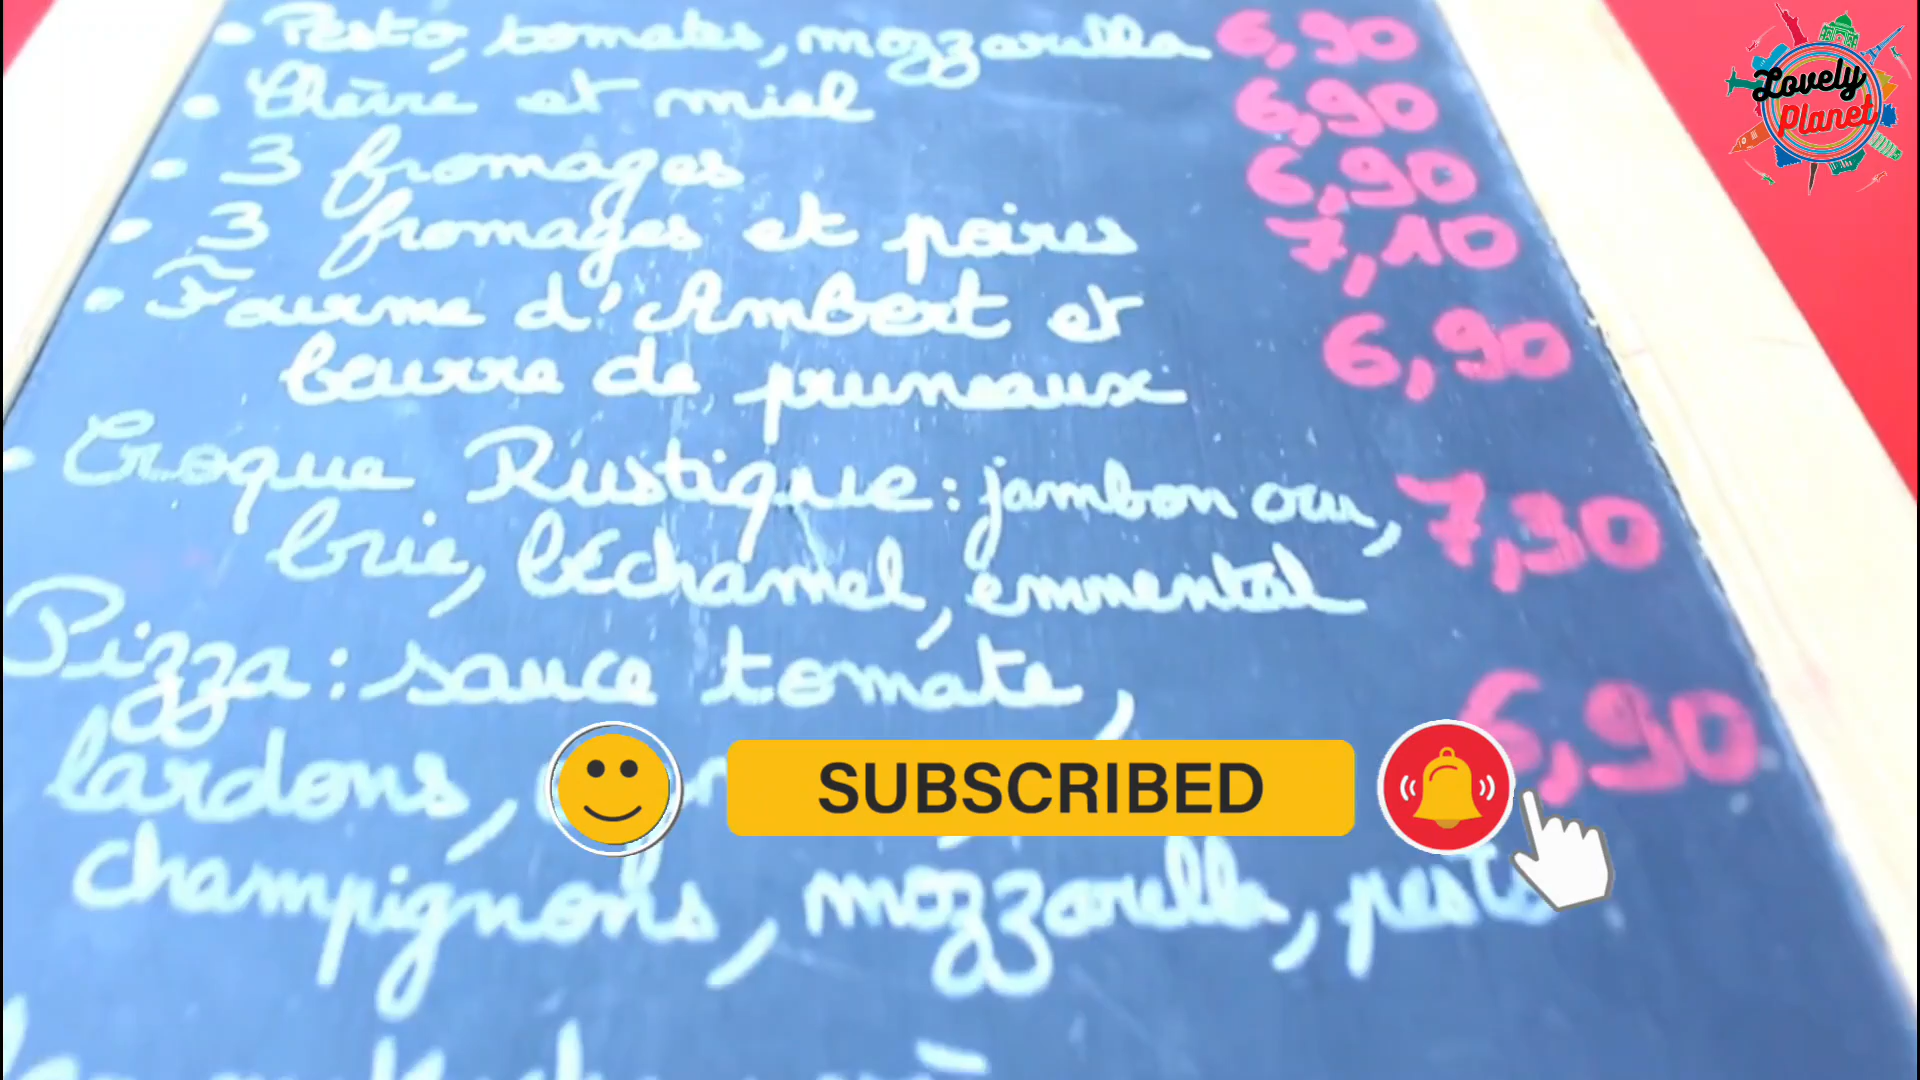 • Pesto, tomates, mozzarella 6,90
• Chèvre et miel 6,90
• 3 fromages 6,90
• 3 fromages et poires 7,10
• Fourme d'Ambert et
beurre de pruneaux 6,90
• Croque Rustique : jambon cru, 7,30
brie, béchamel, emmental
Pizza : sauce tomate,
lardons, 6,90
champignons, mozzarella, pesto
SUBSCRIBED
Lovely
Planet